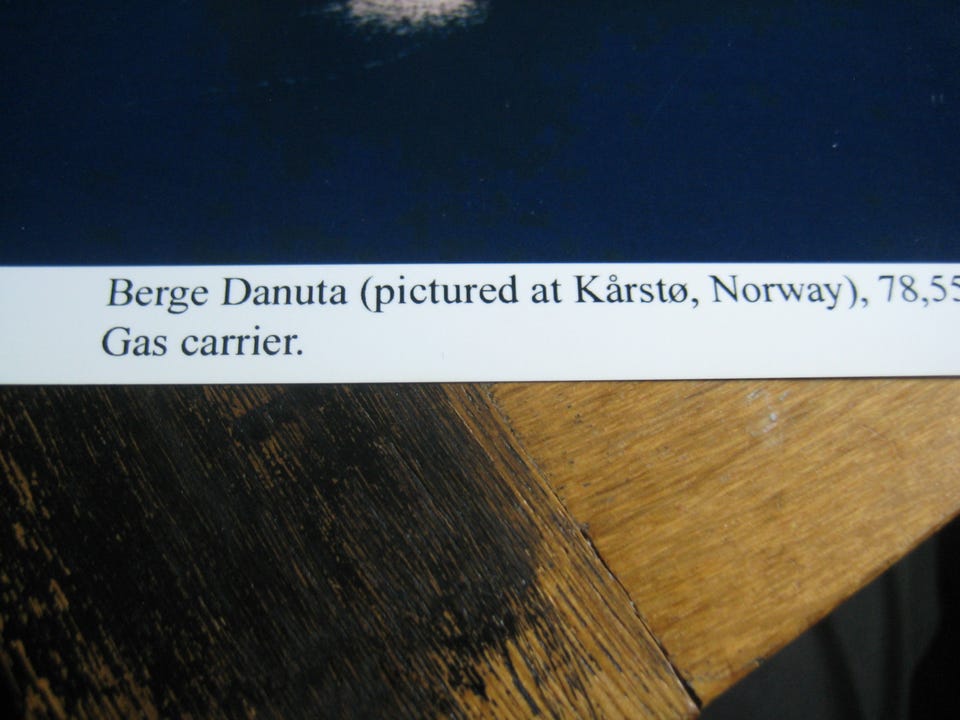 Berge Danuta (pictured at Kårstø, Norway), 78,55
Gas carrier.